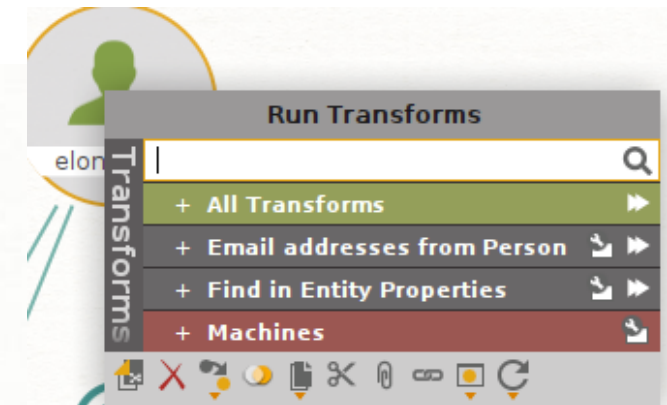 Run Transforms
elon
Transforms
+ All Transforms
+ Email addresses from Person
+ Find in Entity Properties
+ Machines